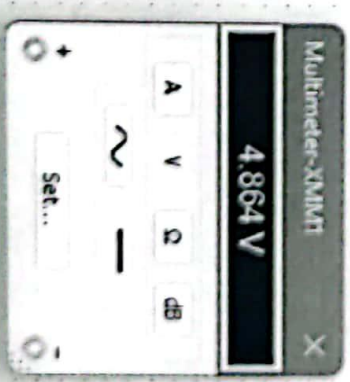 Multimeter-XMM1 X
4.864 V
A V Ω dB
~ —
+ Set... -